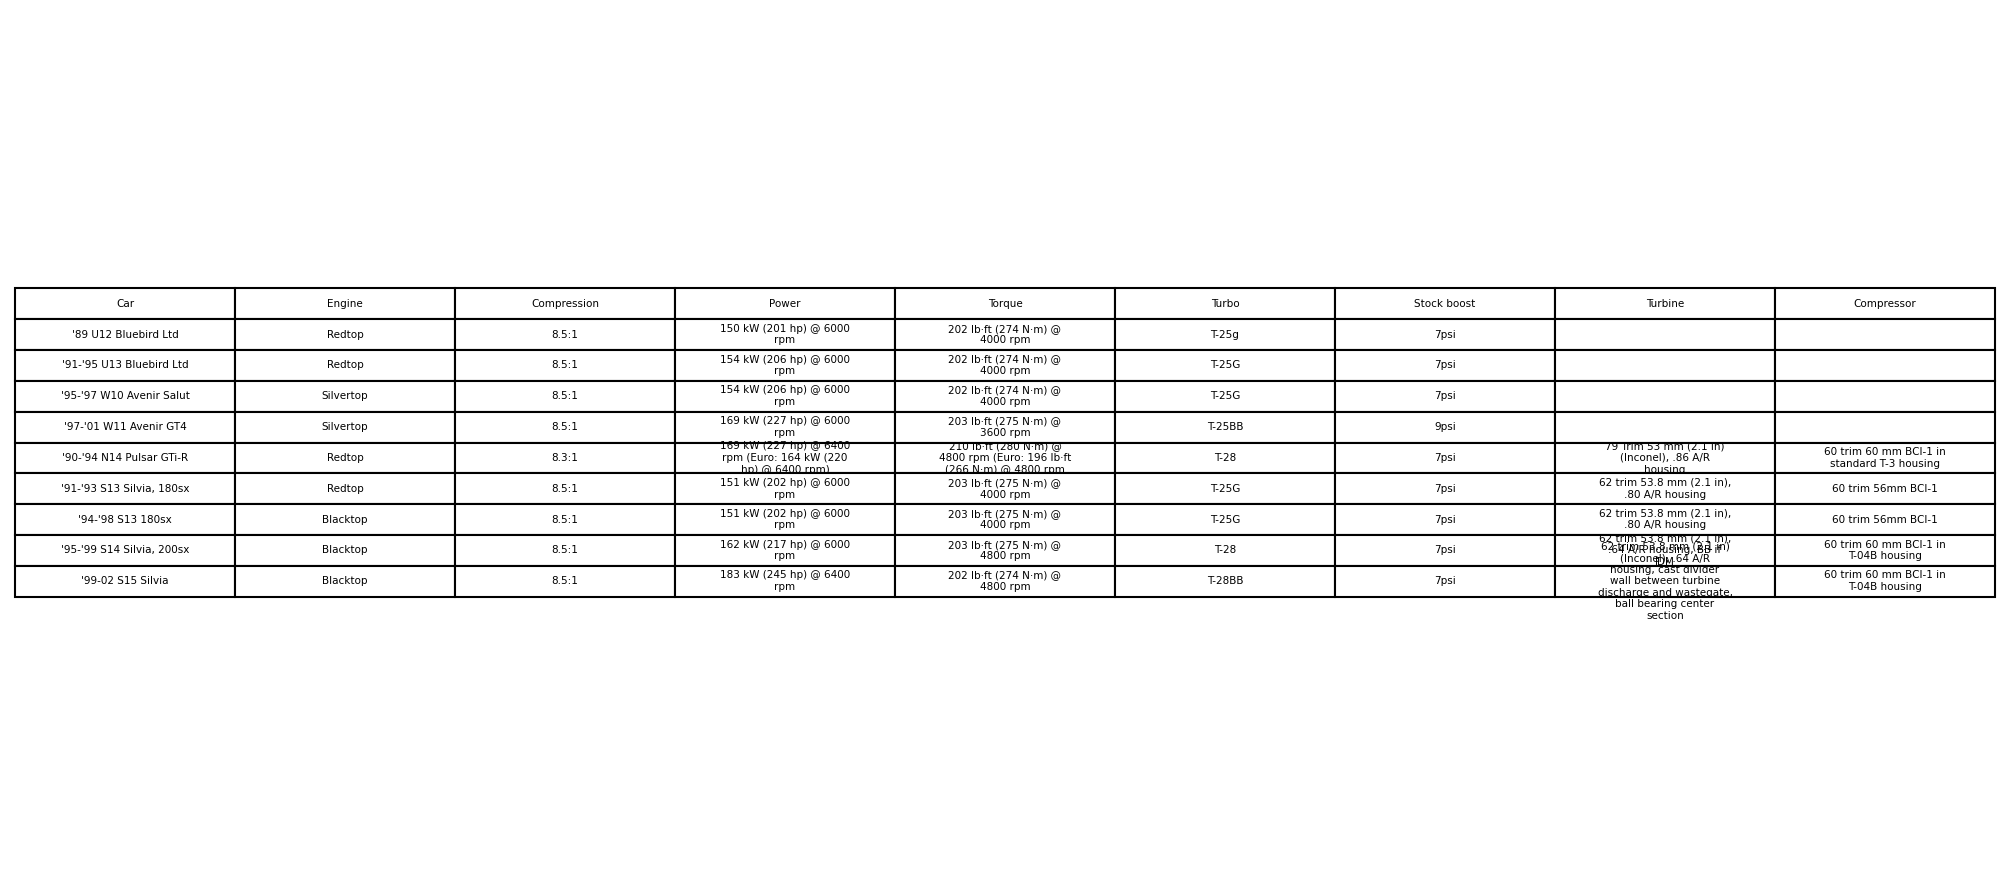 Car Engine Compression Power Torque Turbo Stock boost Turbine Compressor
'89 U12 Bluebird Ltd Redtop 8.5:1 150 kW (201 hp) @ 6000 rpm 202 lb·ft (274 N·m) @ 4000 rpm T-25g 7psi
'91-'95 U13 Bluebird Ltd Redtop 8.5:1 154 kW (206 hp) @ 6000 rpm 202 lb·ft (274 N·m) @ 4000 rpm T-25G 7psi
'95-'97 W10 Avenir Salut Silvertop 8.5:1 154 kW (206 hp) @ 6000 rpm 202 lb·ft (274 N·m) @ 4000 rpm T-25G 7psi
'97-'01 W11 Avenir GT4 Silvertop 8.5:1 169 kW (227 hp) @ 6000 rpm 203 lb·ft (275 N·m) @ 3600 rpm T-25BB 9psi
'90-'94 N14 Pulsar GTi-R Redtop 8.3:1 169 kW (227 hp) @ 6400 rpm (Euro: 164 kW (220 hp) @ 6400 rpm) 210 lb·ft (280 N·m) @ 4800 rpm (Euro: 196 lb·ft (266 N·m) @ 4800 rpm T-28 7psi 79 Trim 53 mm (2.1 in) (Inconel), .86 A/R housing 60 trim 60 mm BCI-1 in standard T-3 housing
'91-'93 S13 Silvia, 180sx Redtop 8.5:1 151 kW (202 hp) @ 6000 rpm 203 lb·ft (275 N·m) @ 4000 rpm T-25G 7psi 62 trim 53.8 mm (2.1 in), .80 A/R housing 60 trim 56mm BCI-1
'94-'98 S13 180sx Blacktop 8.5:1 151 kW (202 hp) @ 6000 rpm 203 lb·ft (275 N·m) @ 4000 rpm T-25G 7psi 62 trim 53.8 mm (2.1 in), .80 A/R housing 60 trim 56mm BCI-1
'95-'99 S14 Silvia, 200sx Blacktop 8.5:1 162 kW (217 hp) @ 6000 rpm 203 lb·ft (275 N·m) @ 4800 rpm T-28 7psi 62 trim 53.8 mm (2.1 in), .64 A/R housing, BB if JDM 60 trim 60 mm BCI-1 in T-04B housing
'99-02 S15 Silvia Blacktop 8.5:1 183 kW (245 hp) @ 6400 rpm 202 lb·ft (274 N·m) @ 4800 rpm T-28BB 7psi 62 trim 53.8 mm (2.1 in) (Inconel), .64 A/R housing, cast divider wall between turbine discharge and wastegate, ball bearing center section 60 trim 60 mm BCI-1 in T-04B housing